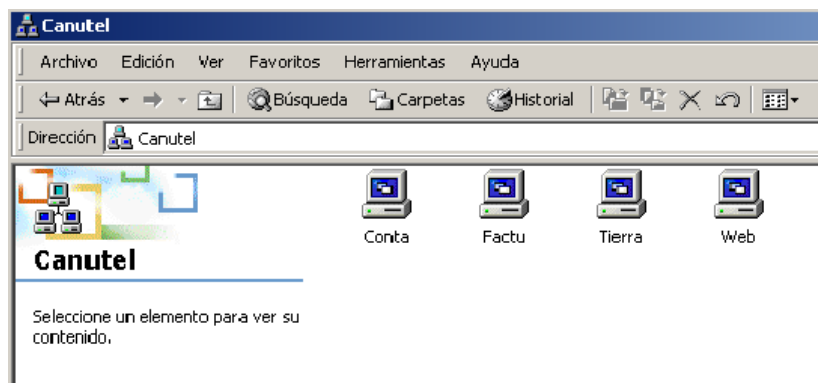 Canutel
Archivo Edición Ver Favoritos Herramientas Ayuda
Atrás Búsqueda Carpetas Historial
Dirección Canutel
Conta Factu Tierra Web
Canutel
Seleccione un elemento para ver su
contenido.